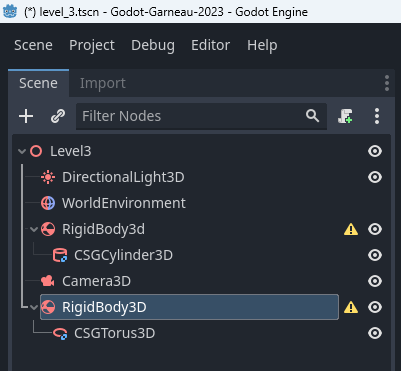 (*) level_3.tscn - Godot-Garneau-2023 - Godot Engine
Scene Project Debug Editor Help
Scene Import
Filter Nodes
Level3
DirectionalLight3D
WorldEnvironment
RigidBody3d
CSGCylinder3D
Camera3D
RigidBody3D
CSGTorus3D